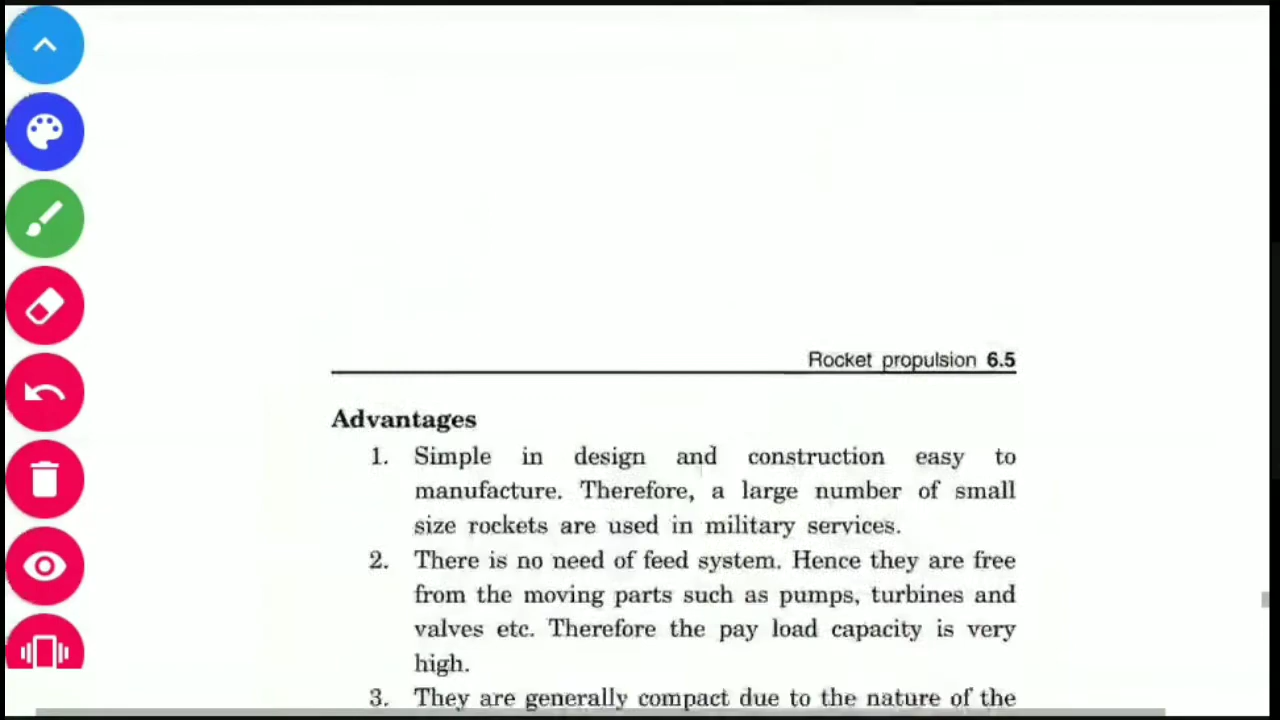 Rocket propulsion 6.5
Advantages
1. Simple in design and construction easy to
manufacture. Therefore, a large number of small
size rockets are used in military services.
2. There is no need of feed system. Hence they are free
from the moving parts such as pumps, turbines and
valves etc. Therefore the pay load capacity is very
high.
3. They are generally compact due to the nature of the